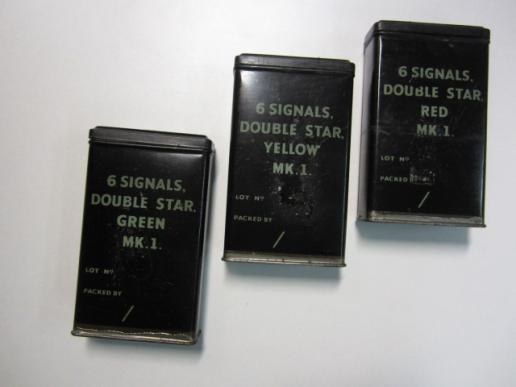 6 SIGNALS,
DOUBLE STAR,
GREEN
MK.1.
LOT Nº
PACKED BY
/
6 SIGNALS,
DOUBLE STAR,
YELLOW
MK.1.
LOT Nº
PACKED BY
/
6 SIGNALS,
DOUBLE STAR,
RED
MK.1.
LOT Nº
PACKED BY
/